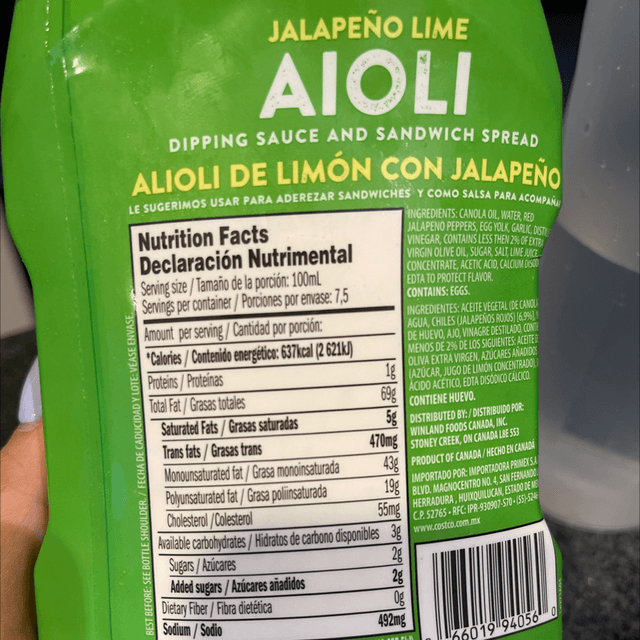 JALAPEÑO LIME
AIOLI
DIPPING SAUCE AND SANDWICH SPREAD
ALIOLI DE LIMÓN CON JALAPEÑO
LE SUGERIMOS USAR PARA ADEREZAR SANDWICHES Y COMO SALSA PARA
Nutrition Facts
Declaración Nutrimental
Serving size / Tamaño de la porción: 100mL
Servings per container / Porciones por envase: 7,5
Amount per serving / Cantidad por porción:
*Calories / Contenido energético: 637kcal (2 621kJ)
Proteins / Proteínas 1g
Total Fat / Grasas totales 69g
Saturated Fats / Grasas saturadas 5g
Trans fats / Grasas trans 470mg
Monounsaturated fat / Grasa monoinsaturada 43g
Polyunsaturated fat / Grasa poliinsaturada 19g
Cholesterol / Colesterol 55mg
Available carbohydrates / Hidratos de carbono disponibles 3g
Sugars / Azúcares 2g
Added sugars / Azúcares añadidos 2g
Dietary Fiber / Fibra dietética 0g
Sodium / Sodio 492mg
BEST BEFORE: SEE BOTTLE SHOULDER. / FECHA DE CADUCIDAD Y LOTE: VÉASE ENVASE
INGREDIENTS: CANOLA OIL, WATER, RED
JALAPENO PEPPERS, EGG YOLK, GARLIC,
VINEGAR, CONTAINS LESS THEN 2% OF EXTRA
VIRGIN OLIVE OIL, SUGAR, SALT, LIME JUICE
CONCENTRATE, ACETIC ACID, CALCIUM
EDTA TO PROTECT FLAVOR.
CONTAINS: EGGS.
INGREDIENTES: ACEITE VEGETAL (DE
AGUA, CHILES (JALAPEÑOS ROJOS) (6,9%),
DE HUEVO, AJO, VINAGRE DESTILADO,
MENOS DE 2% DE LOS SIGUIENTES: ACEITE
OLIVA EXTRA VIRGEN, AZÚCARES AÑADIDOS
(AZÚCAR, JUGO DE LIMÓN CONCENTRADO),
ÁCIDO ACÉTICO, EDTA DISÓDICO CÁLCICO.
CONTIENE HUEVO.
DISTRIBUTED BY: / DISTRIBUIDO POR:
WINLAND FOODS CANADA, INC.
STONEY CREEK, ON CANADA L8E 5S3
PRODUCT OF CANADA / HECHO EN CANADÁ
IMPORTADO POR: IMPORTADORA PRIMEX S.A
BLVD. MAGNOCENTRO NO. 4, SAN FERNANDO
HERRADURA, HUIXQUILUCAN, ESTADO DE
C.P. 52765 • RFC: IPR-930907-S70 •
www.costco.com.mx
66019 94056 0